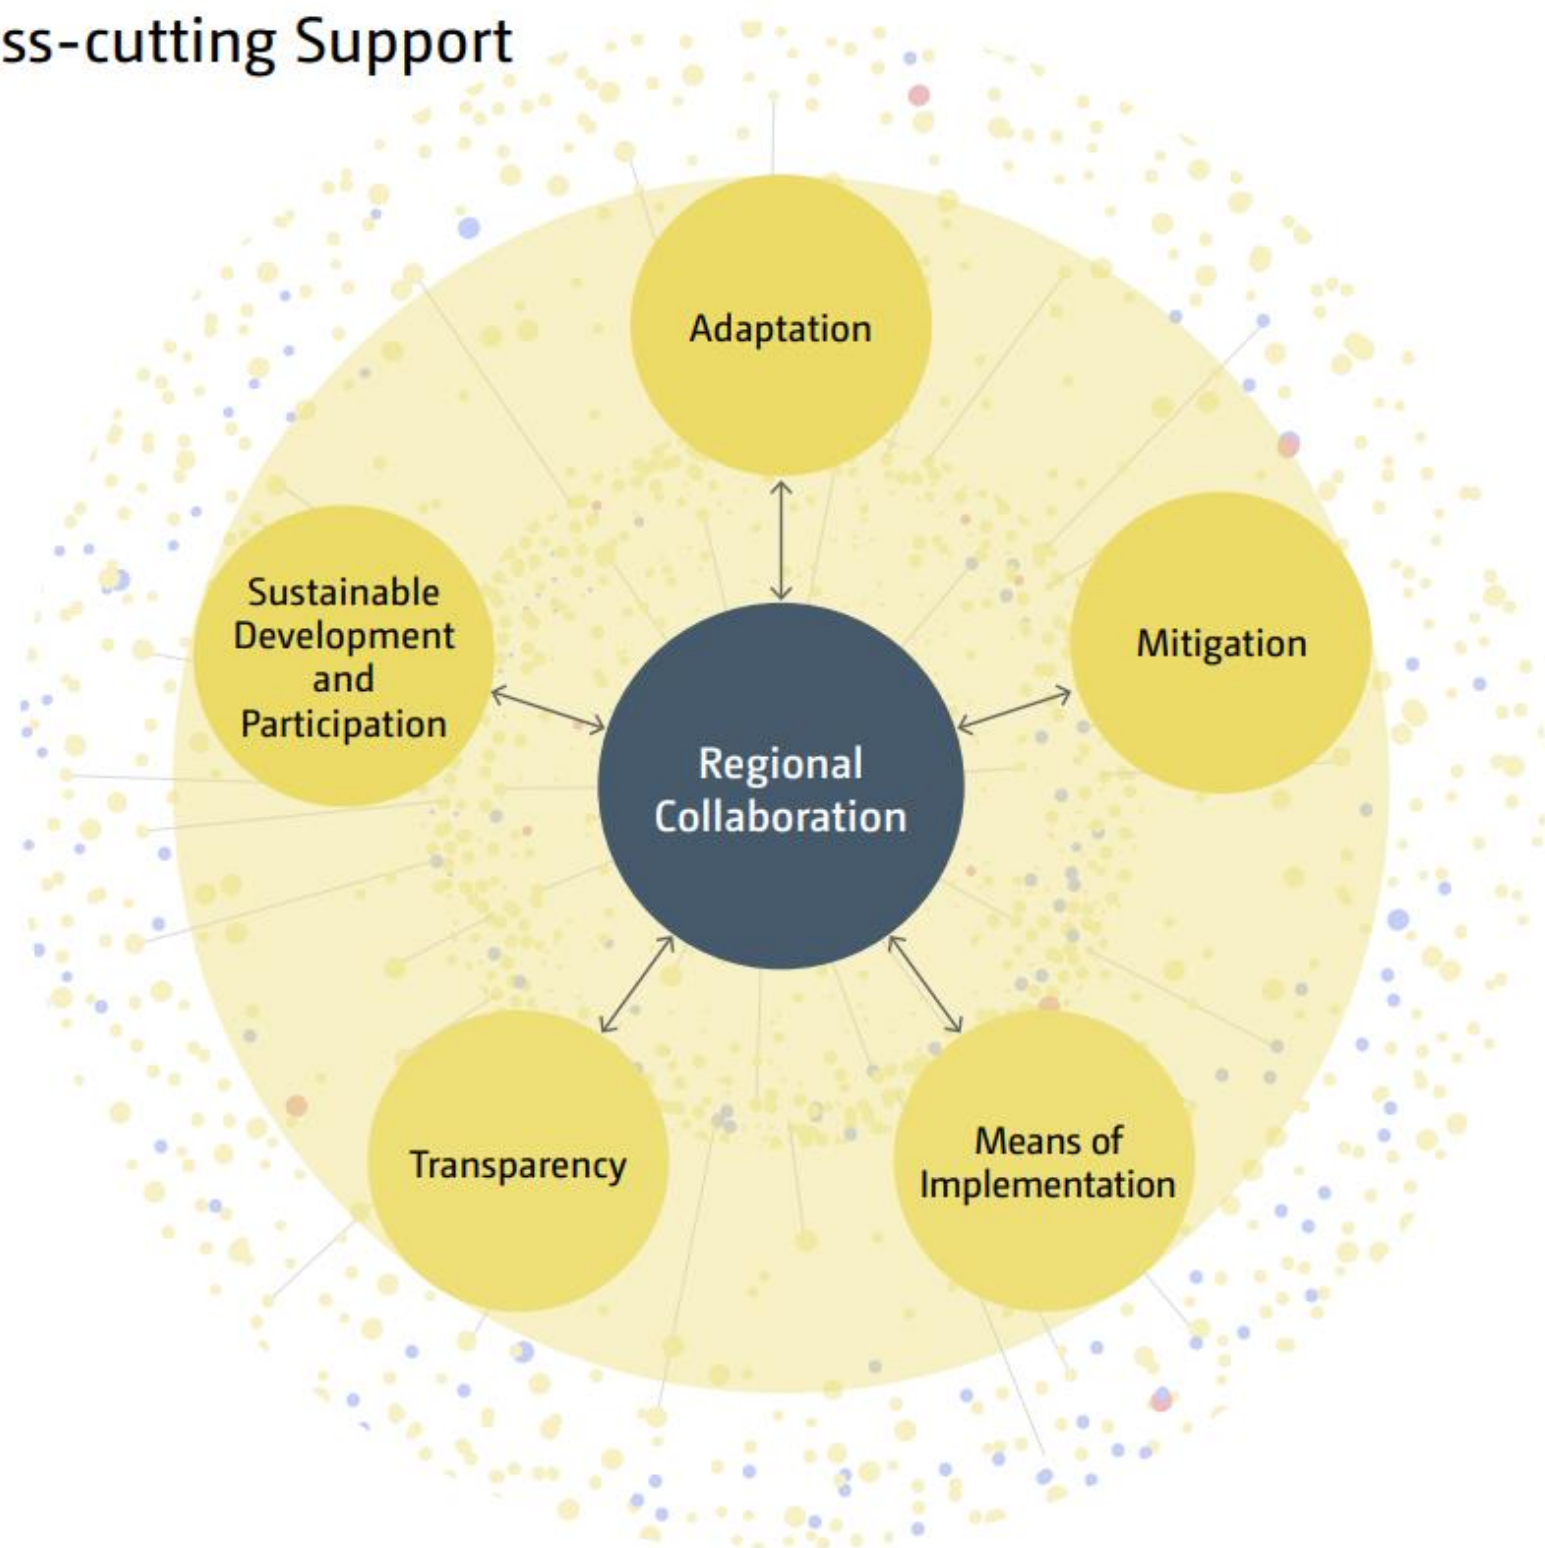 ss-cutting Support
Adaptation
Sustainable
Development
and
Participation
Mitigation
Regional
Collaboration
Transparency
Means of
Implementation